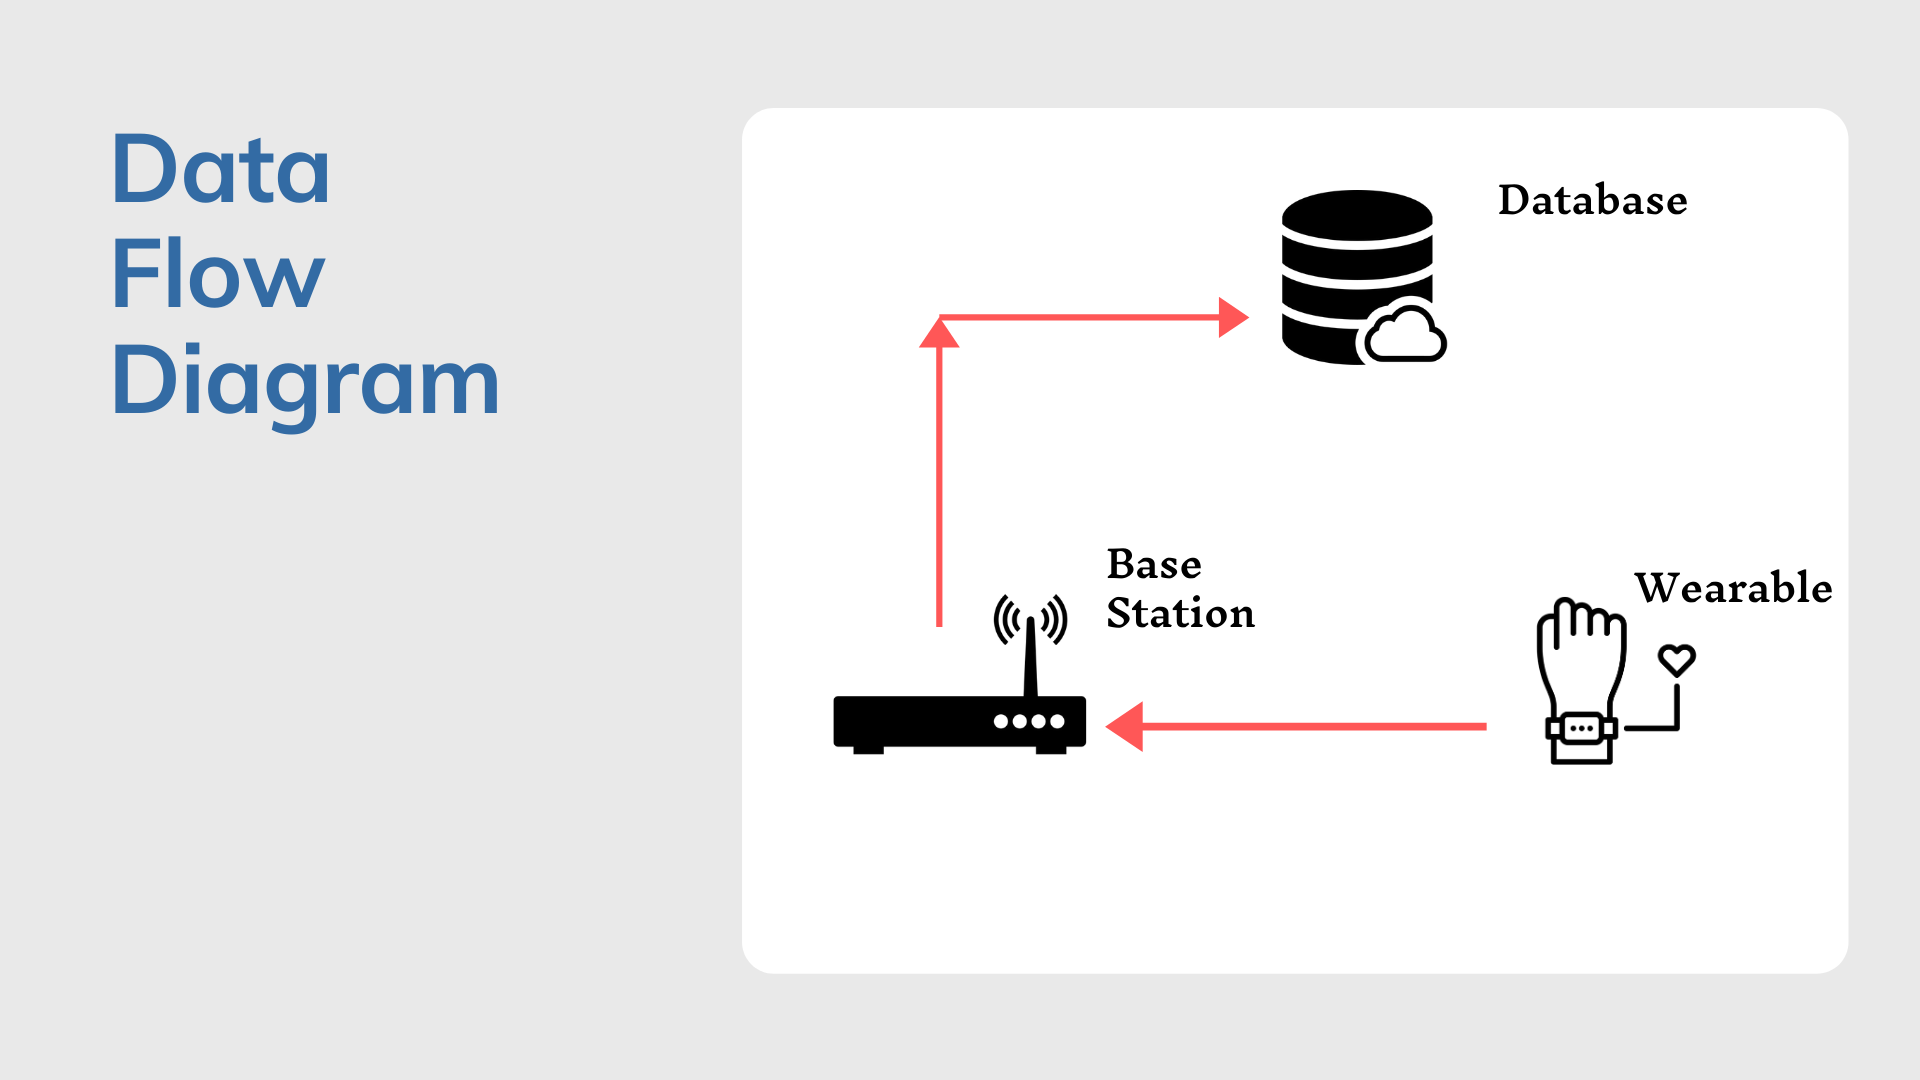 Data
Flow
Diagram
Database
Base
Station
Wearable